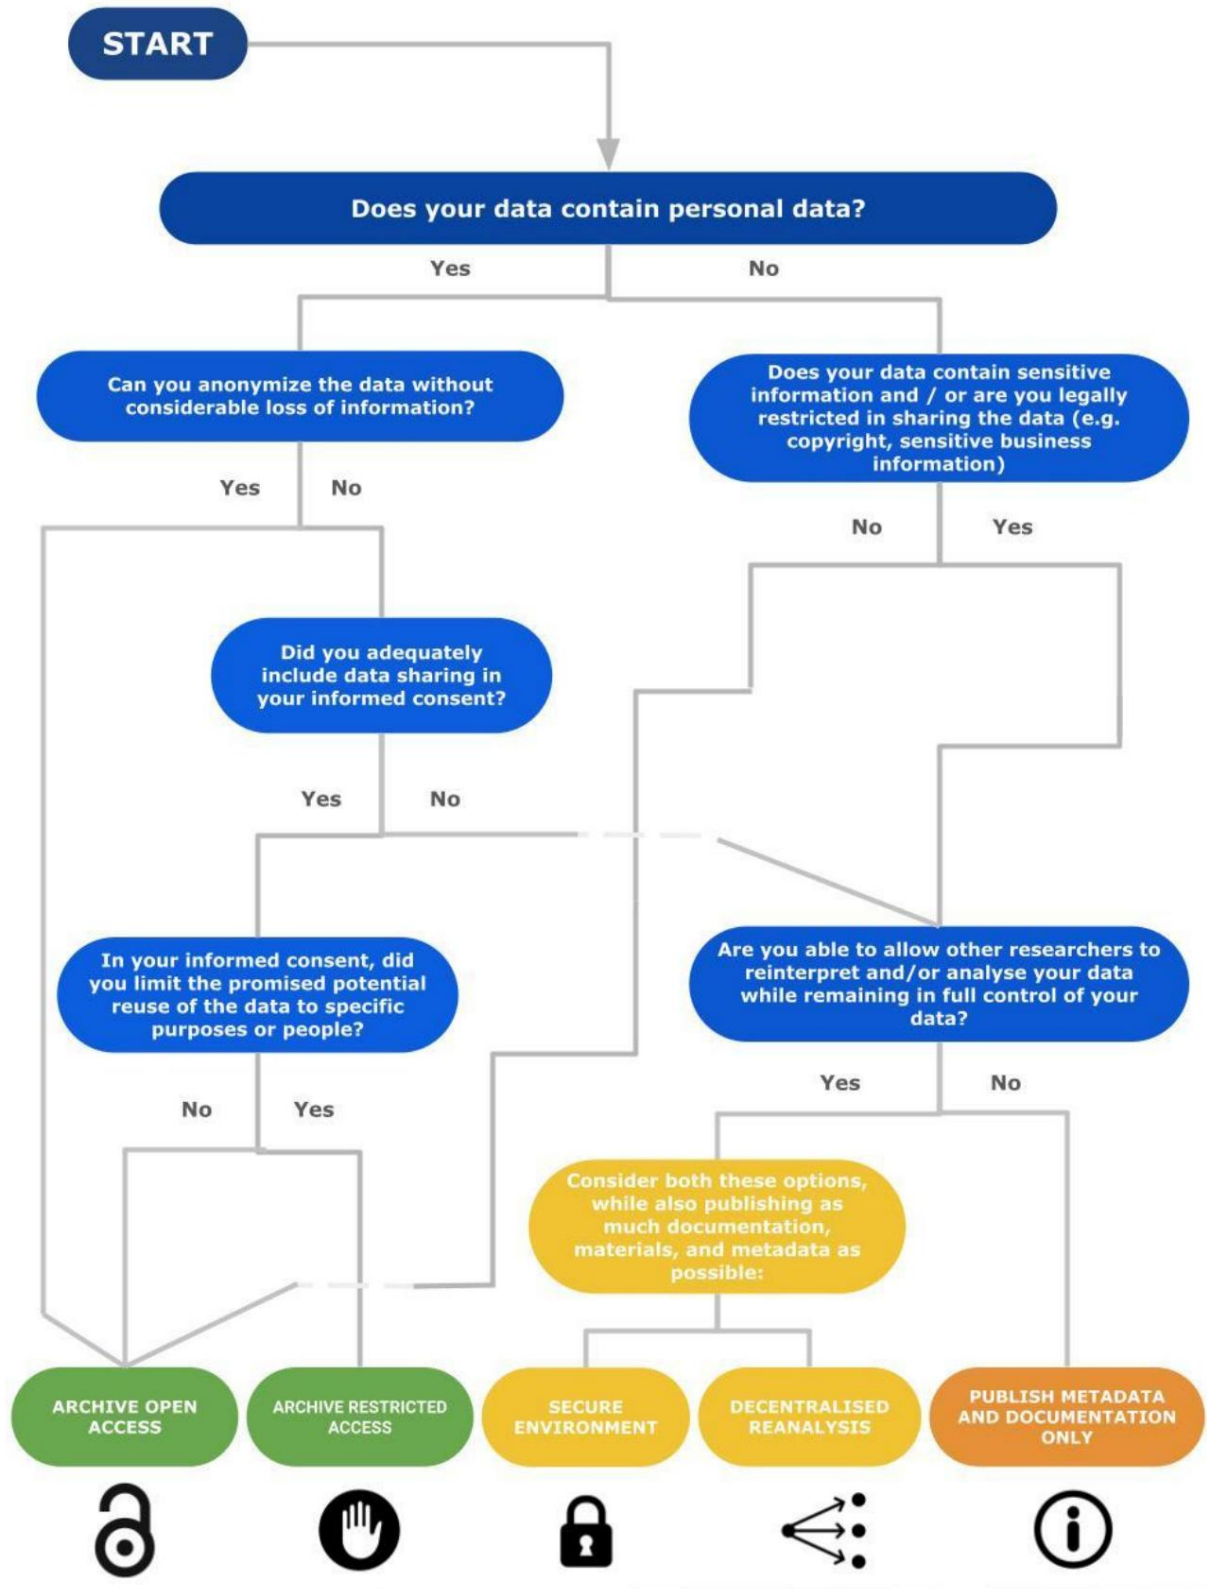 START
Does your data contain personal data?
Yes
No
Can you anonymize the data without
considerable loss of information?
Does your data contain sensitive
information and / or are you legally
restricted in sharing the data (e.g.
copyright, sensitive business
information)
Yes
No
No
Yes
Did you adequately
include data sharing in
your informed consent?
Yes
No
In your informed consent, did
you limit the promised potential
reuse of the data to specific
purposes or people?
Are you able to allow other researchers to
reinterpret and/or analyse your data
while remaining in full control of your
data?
No
Yes
Yes
No
Consider both these options,
while also publishing as
much documentation,
materials, and metadata as
possible:
ARCHIVE OPEN
ACCESS
ARCHIVE RESTRICTED
ACCESS
SECURE
ENVIRONMENT
DECENTRALISED
REANALYSIS
PUBLISH METADATA
AND DOCUMENTATION
ONLY